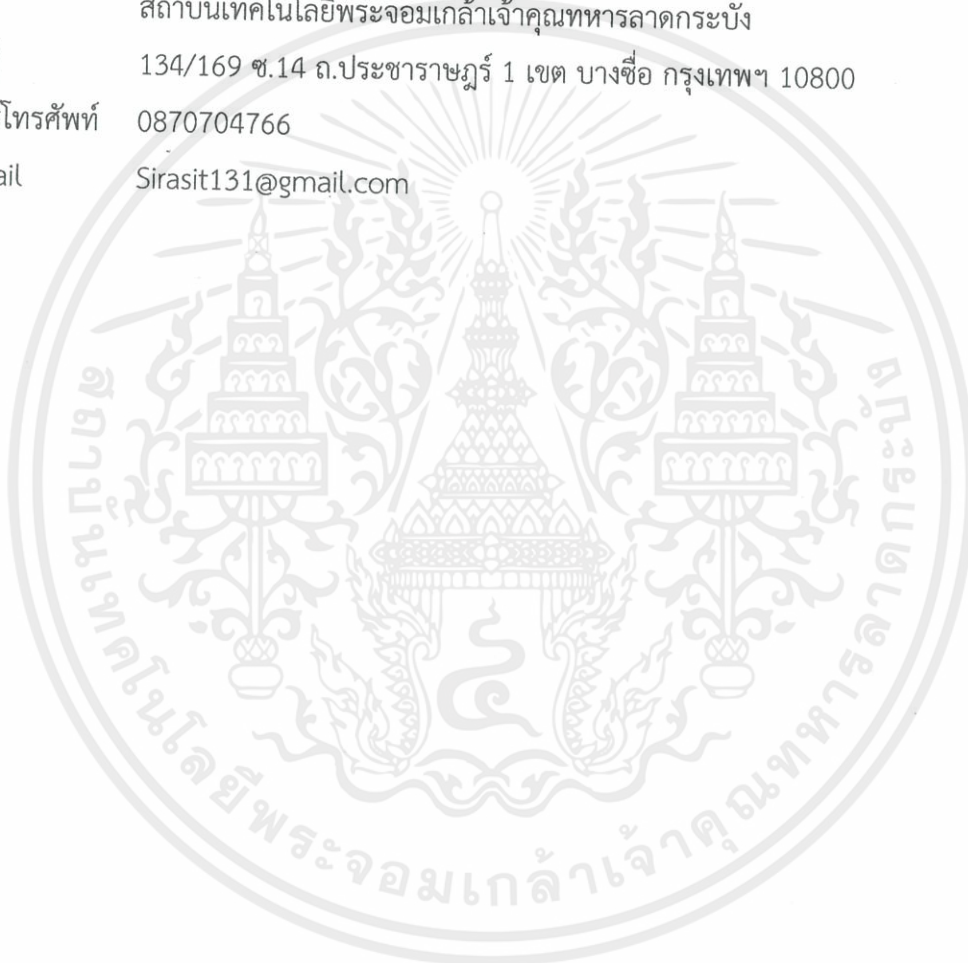 สถาบันเทคโนโลยีพระจอมเกล้าเจ้าคุณทหารลาดกระบัง
134/169 ซ.14 ถ.ประชาราษฎร์ 1 เขต บางซื่อ กรุงเทพฯ 10800
โทรศัพท์ 0870704766
ail Sirasit131@gmail.com
สถาบันเทคโนโลยีพระจอมเกล้าเจ้าคุณทหารลาดกระบัง
๔